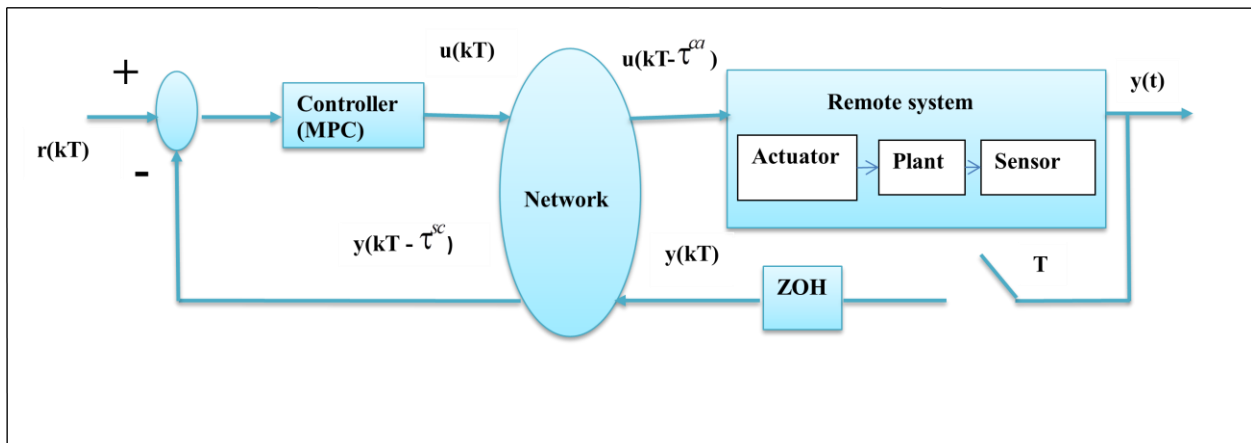 +
r(kT)
-
Controller
(MPC)
u(kT)
Network
u(kT-τ^ca)
Remote system
Actuator
Plant
Sensor
y(t)
T
ZOH
y(kT)
y(kT - τ^sc)